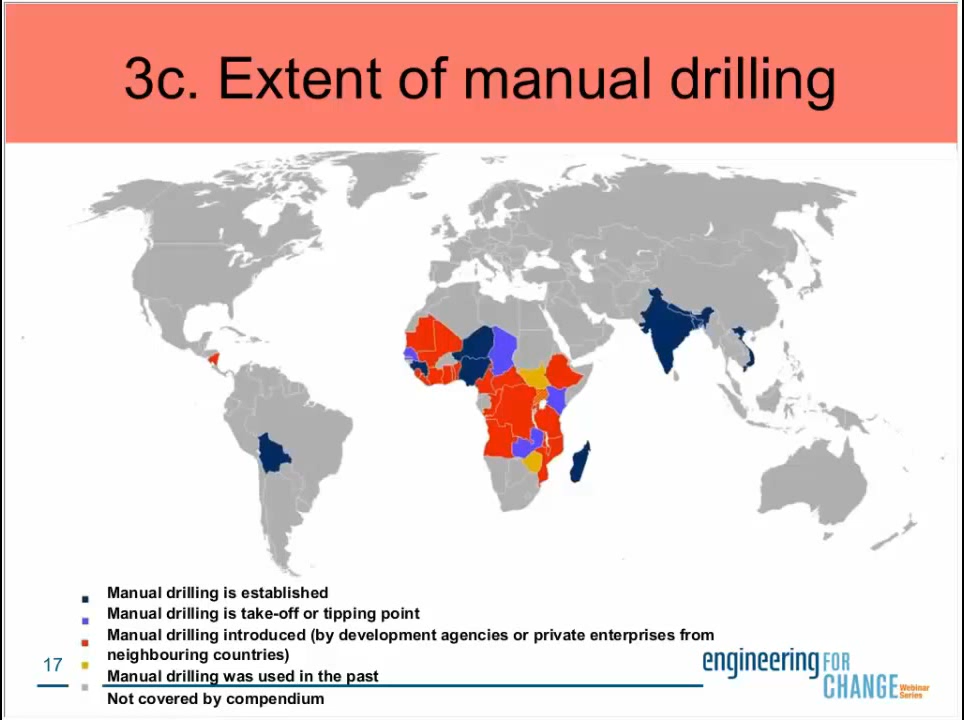 3c. Extent of manual drilling
Manual drilling is established
Manual drilling is take-off or tipping point
Manual drilling introduced (by development agencies or private enterprises from
neighbouring countries)
Manual drilling was used in the past
Not covered by compendium
17
engineering FOR
CHANGE Webinar
Series